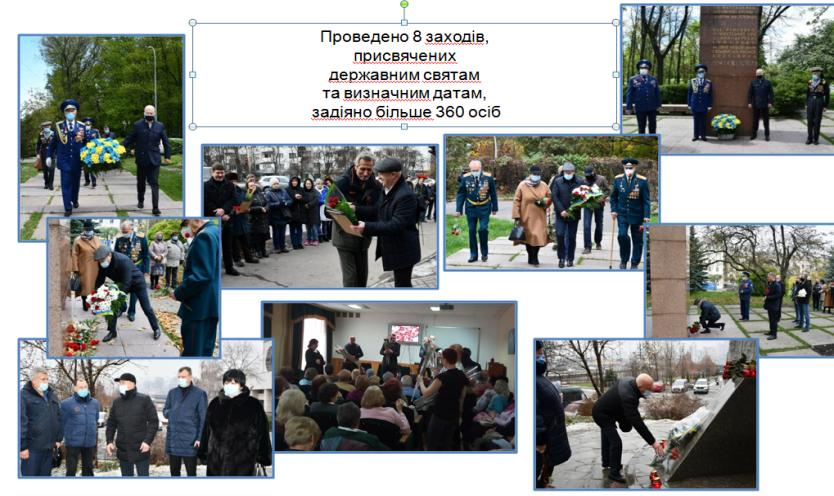 Проведено 8 заходів,
присвячених
державним святам
та визначним датам,
задіяно більше 360 осіб